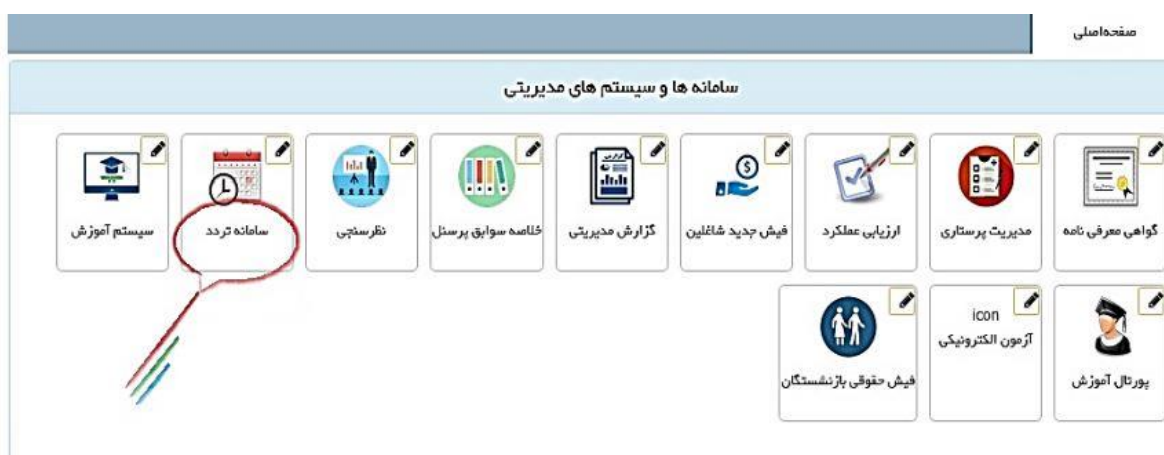 صفحه‌اصلی
سامانه ها و سیستم های مدیریتی
گواهی معرفی نامه
مدیریت پرستاری
ارزیابی عملکرد
فیش جدید شاغلین
گزارش مدیریتی
خلاصه سوابق پرسنل
نظرسنجی
سامانه تردد
سیستم آموزش
پورتال آموزش
icon
آزمون الکترونیکی
فیش حقوقی بازنشستگان